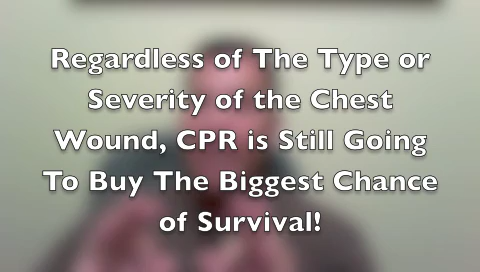 Regardless of The Type or
Severity of the Chest
Wound, CPR is Still Going
To Buy The Biggest Chance
of Survival!